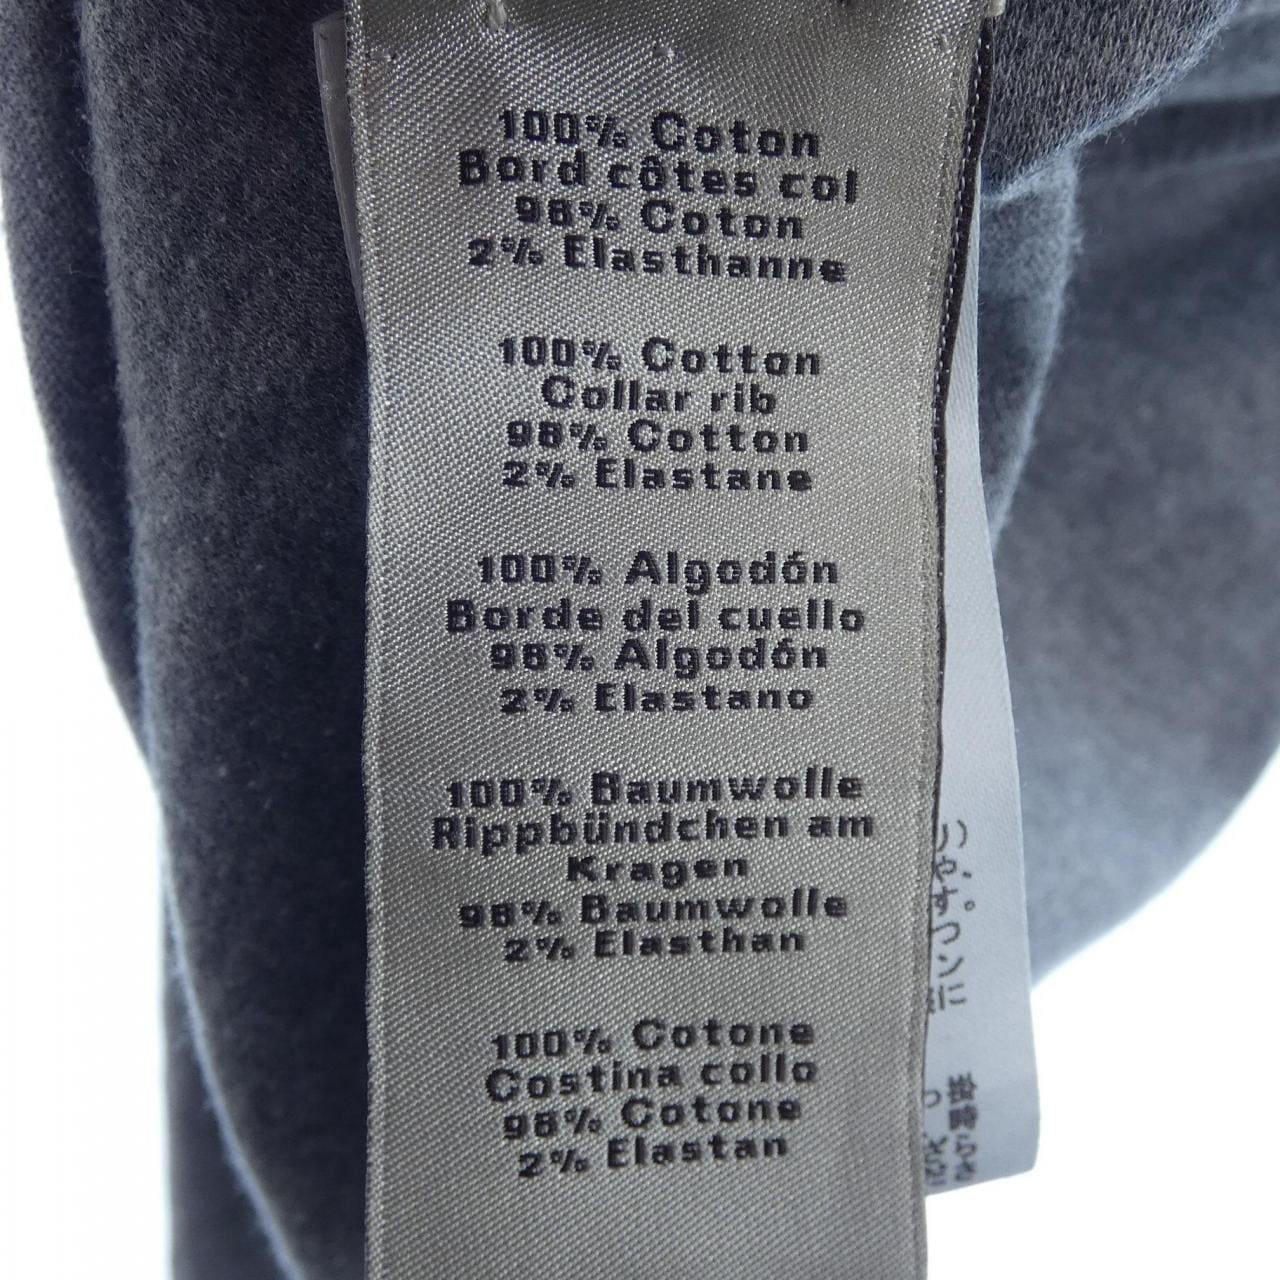 100% Coton
Bord côtes col
98% Coton
2% Elasthanne
100% Cotton
Collar rib
98% Cotton
2% Elastane
100% Algodón
Borde del cuello
98% Algodón
2% Elastano
100% Baumwolle
Rippbündchen am
Kragen
98% Baumwolle
2% Elasthan
100% Cotone
Costina collo
98% Cotone
2% Elastan